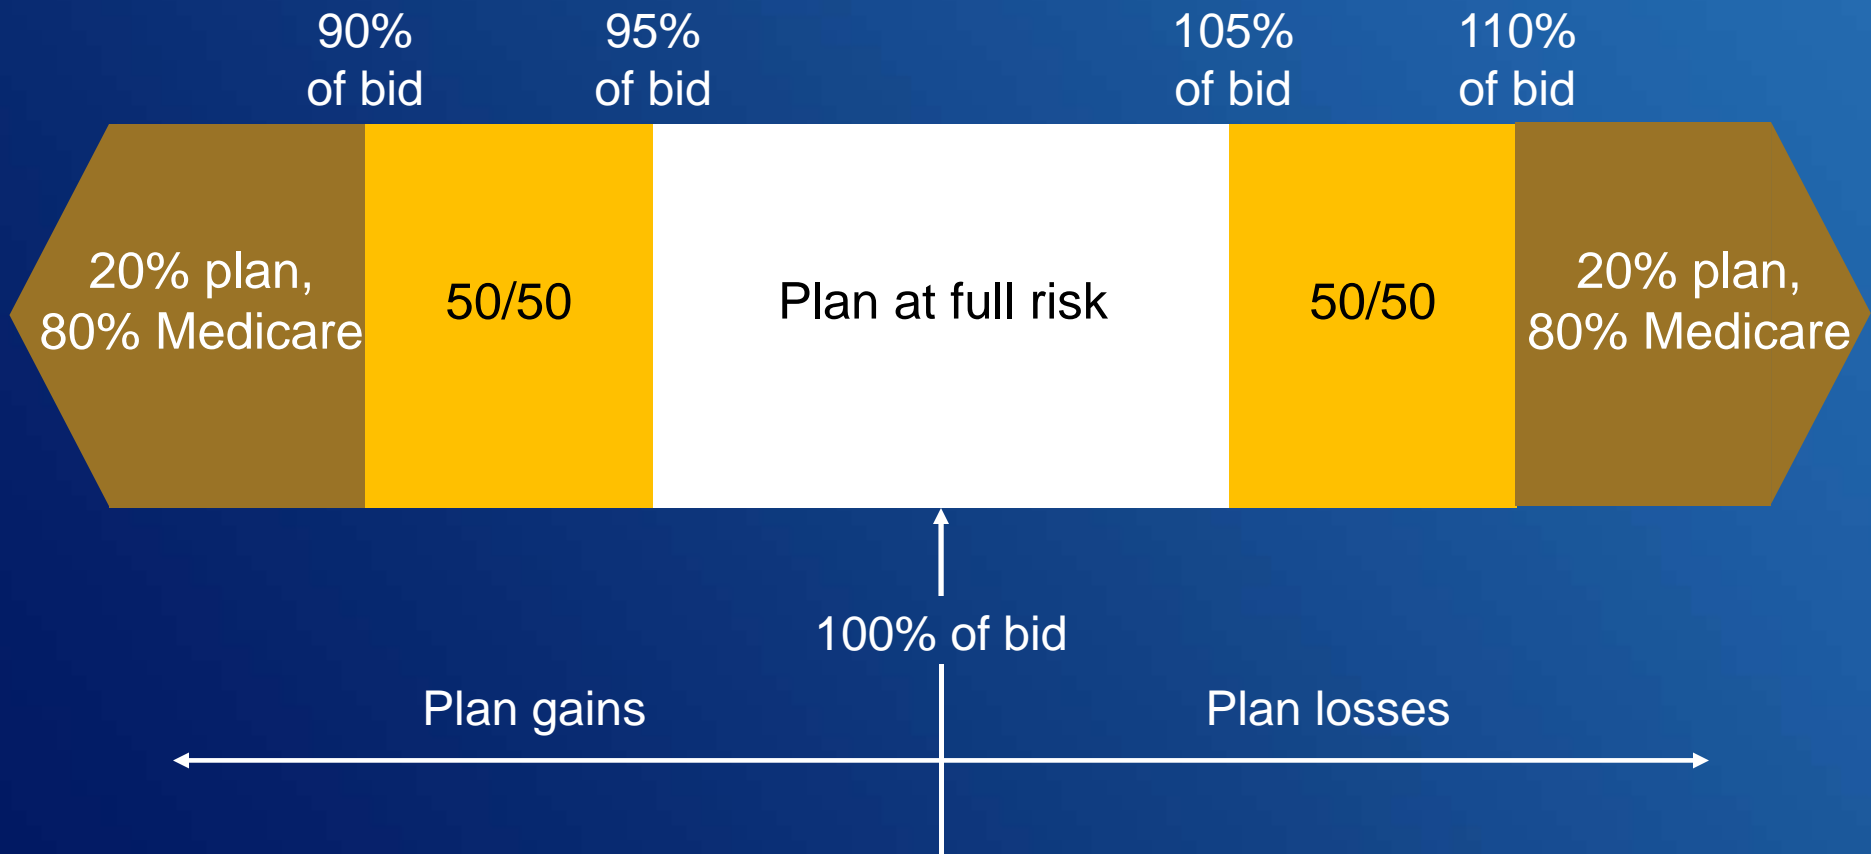 90%
of bid
95%
of bid
105%
of bid
110%
of bid
20% plan,
80% Medicare
50/50
Plan at full risk
50/50
20% plan,
80% Medicare
100% of bid
Plan gains
Plan losses